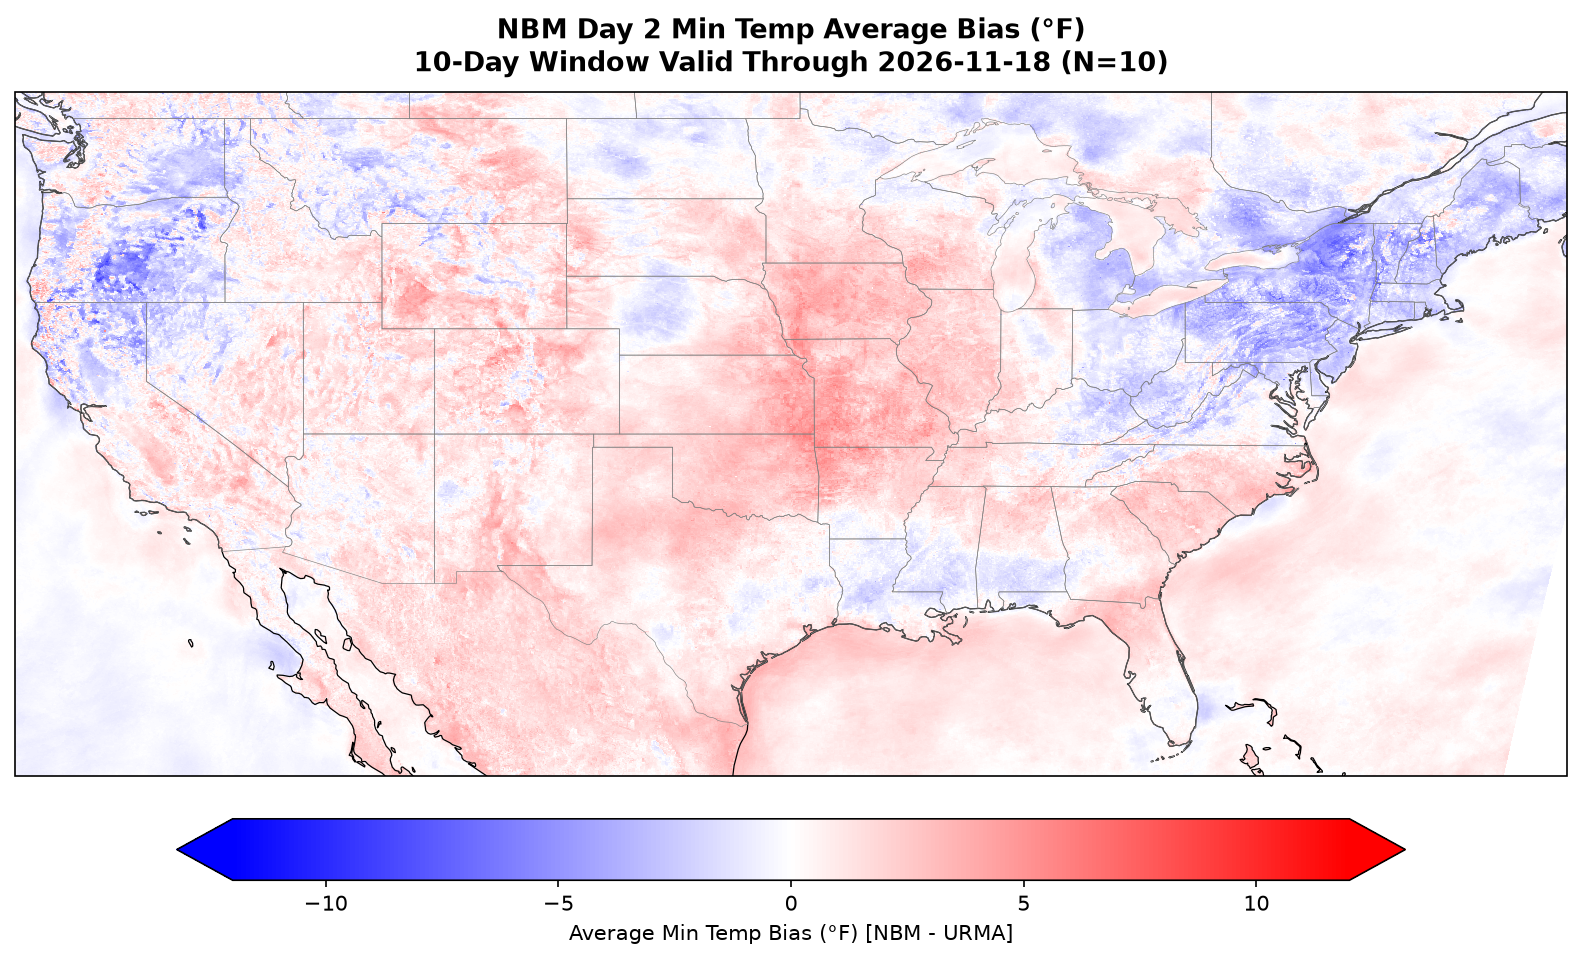 NBM Day 2 Min Temp Average Bias (°F)
10-Day Window Valid Through 2026-11-18 (N=10)
−10 −5 0 5 10
Average Min Temp Bias (°F) [NBM - URMA]